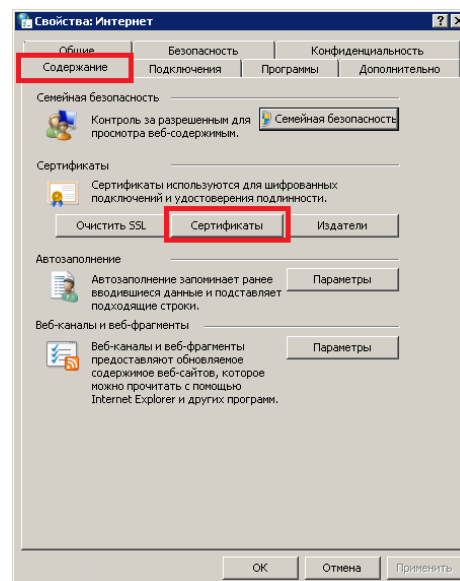 Свойства: Интернет
Общие Безопасность Конфиденциальность
Содержание Подключения Программы Дополнительно
Семейная безопасность
Контроль за разрешенным для
просмотра веб-содержимым.
Семейная безопасность
Сертификаты
Сертификаты используются для шифрованных
подключений и удостоверения подлинности.
Очистить SSL Сертификаты Издатели
Автозаполнение
Автозаполнение запоминает ранее
вводившиеся данные и подставляет
подходящие строки.
Параметры
Веб-каналы и веб-фрагменты
Веб-каналы и веб-фрагменты
предоставляют обновляемое
содержимое веб-сайтов, которое
можно прочитать с помощью
Internet Explorer и других программ.
Параметры
ОК Отмена Применить